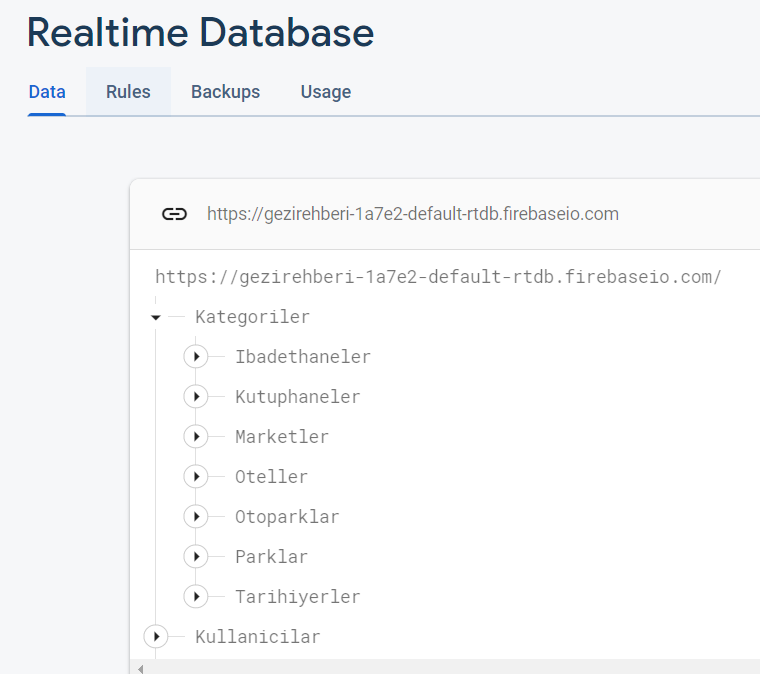 Realtime Database
Data Rules Backups Usage
https://gezirehberi-1a7e2-default-rtdb.firebaseio.com
https://gezirehberi-1a7e2-default-rtdb.firebaseio.com/
Kategoriler
Ibadethaneler
Kutuphaneler
Marketler
Oteller
Otoparklar
Parklar
Tarihiyerler
Kullanicilar